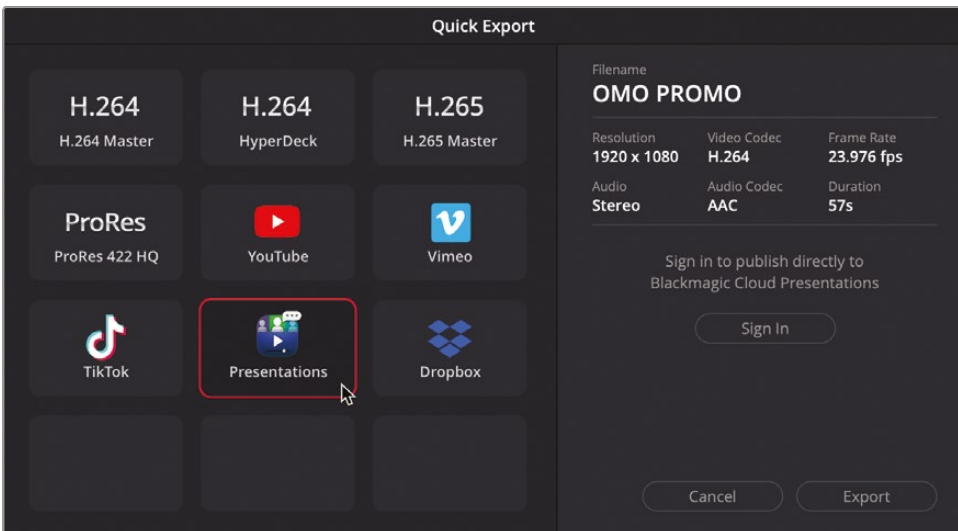 Quick Export
H.264
H.264 Master
H.264
HyperDeck
H.265
H.265 Master
ProRes
ProRes 422 HQ
YouTube
Vimeo
TikTok
Presentations
Dropbox
Filename
OMO PROMO
Resolution Video Codec Frame Rate
1920 x 1080 H.264 23.976 fps
Audio Audio Codec Duration
Stereo AAC 57s
Sign in to publish directly to
Blackmagic Cloud Presentations
Sign In
Cancel Export